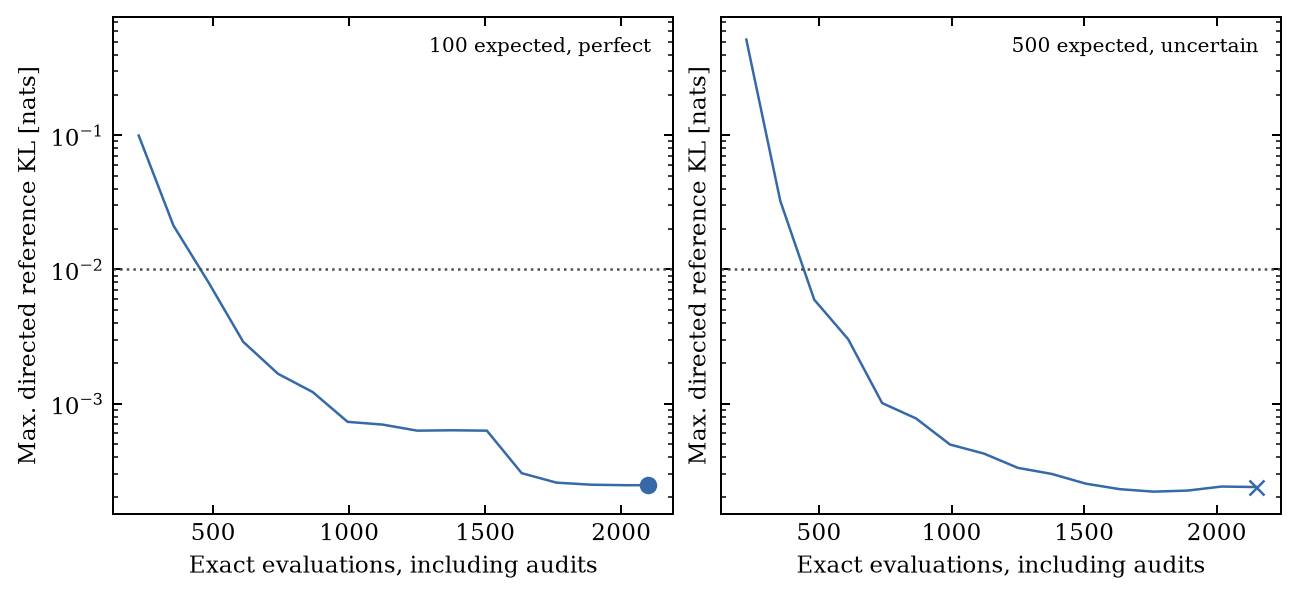 100 expected, perfect
Max. directed reference KL [nats]
10⁻¹
10⁻²
10⁻³
500 1000 1500 2000
Exact evaluations, including audits
500 expected, uncertain
Max. directed reference KL [nats]
500 1000 1500 2000
Exact evaluations, including audits